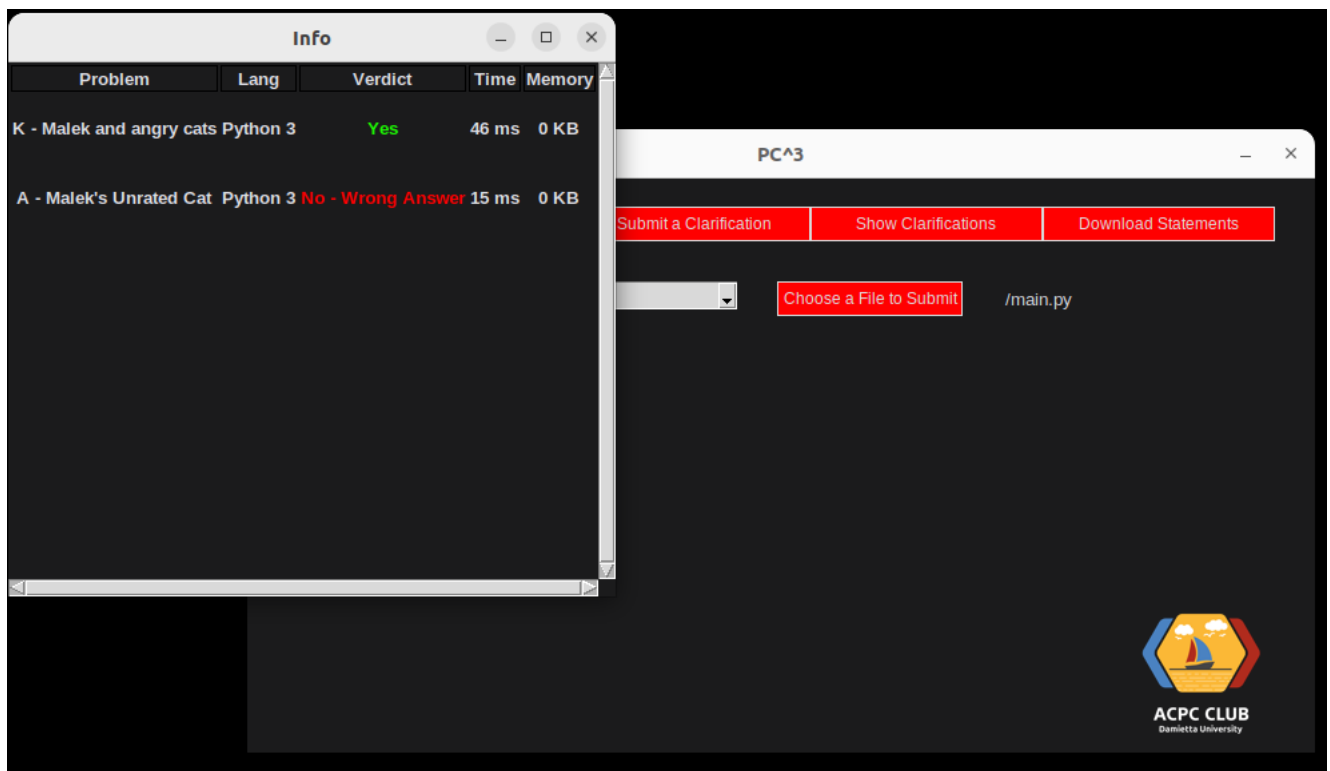 Info
Problem Lang Verdict Time Memory
K - Malek and angry cats Python 3 Yes 46 ms 0 KB
A - Malek's Unrated Cat Python 3 No - Wrong Answer 15 ms 0 KB
PC^3
Submit a Clarification Show Clarifications Download Statements
Choose a File to Submit /main.py
ACPC CLUB
Damietta University